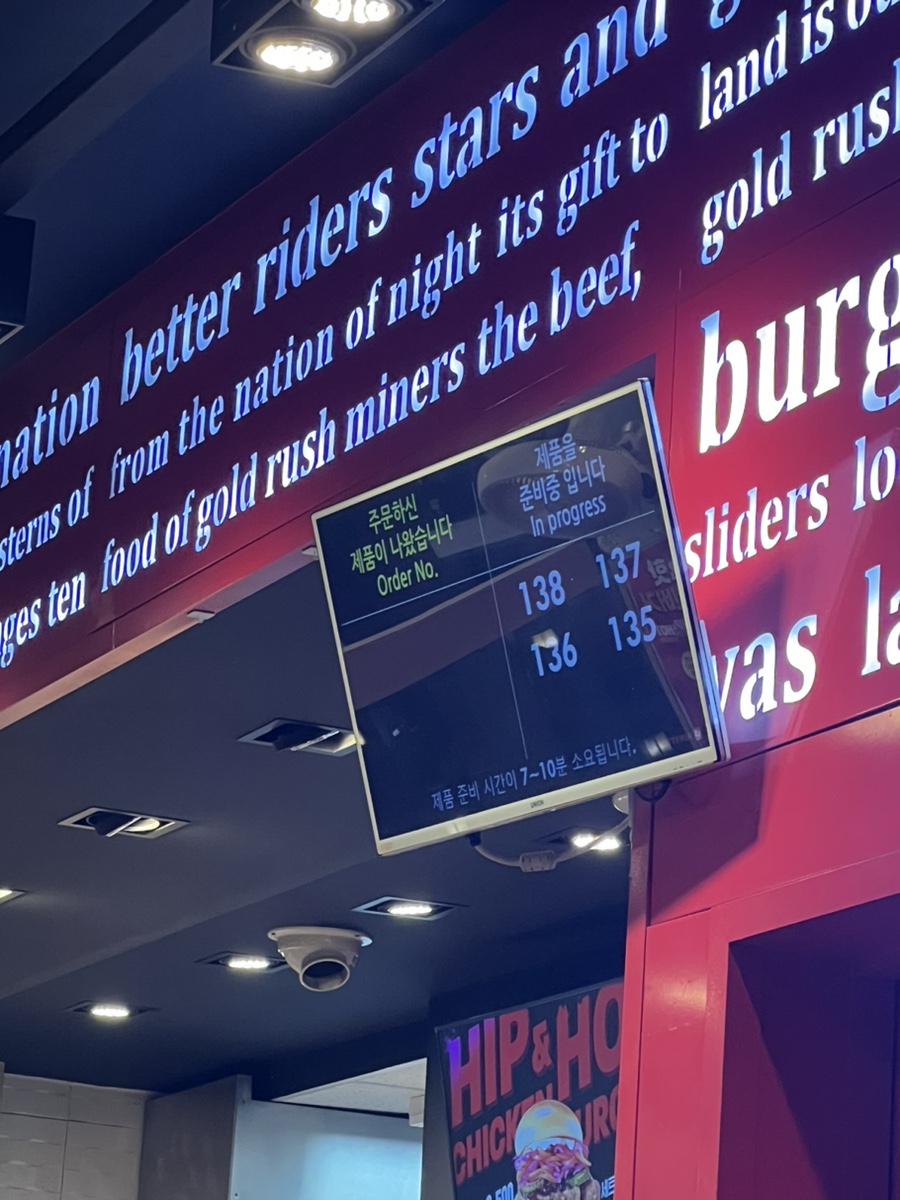 better riders stars and
nation from the nation of night its gift to
food of gold rush miners the beef,
ges ten
sterns of
land is
gold rush
burg
sliders
was
주문하신
제품이 나왔습니다
Order No.
제품을
준비중 입니다
In progress
138 137
136 135
제품 준비 시간이 7~10분 소요됩니다.
HIP & HO
CHICKEN